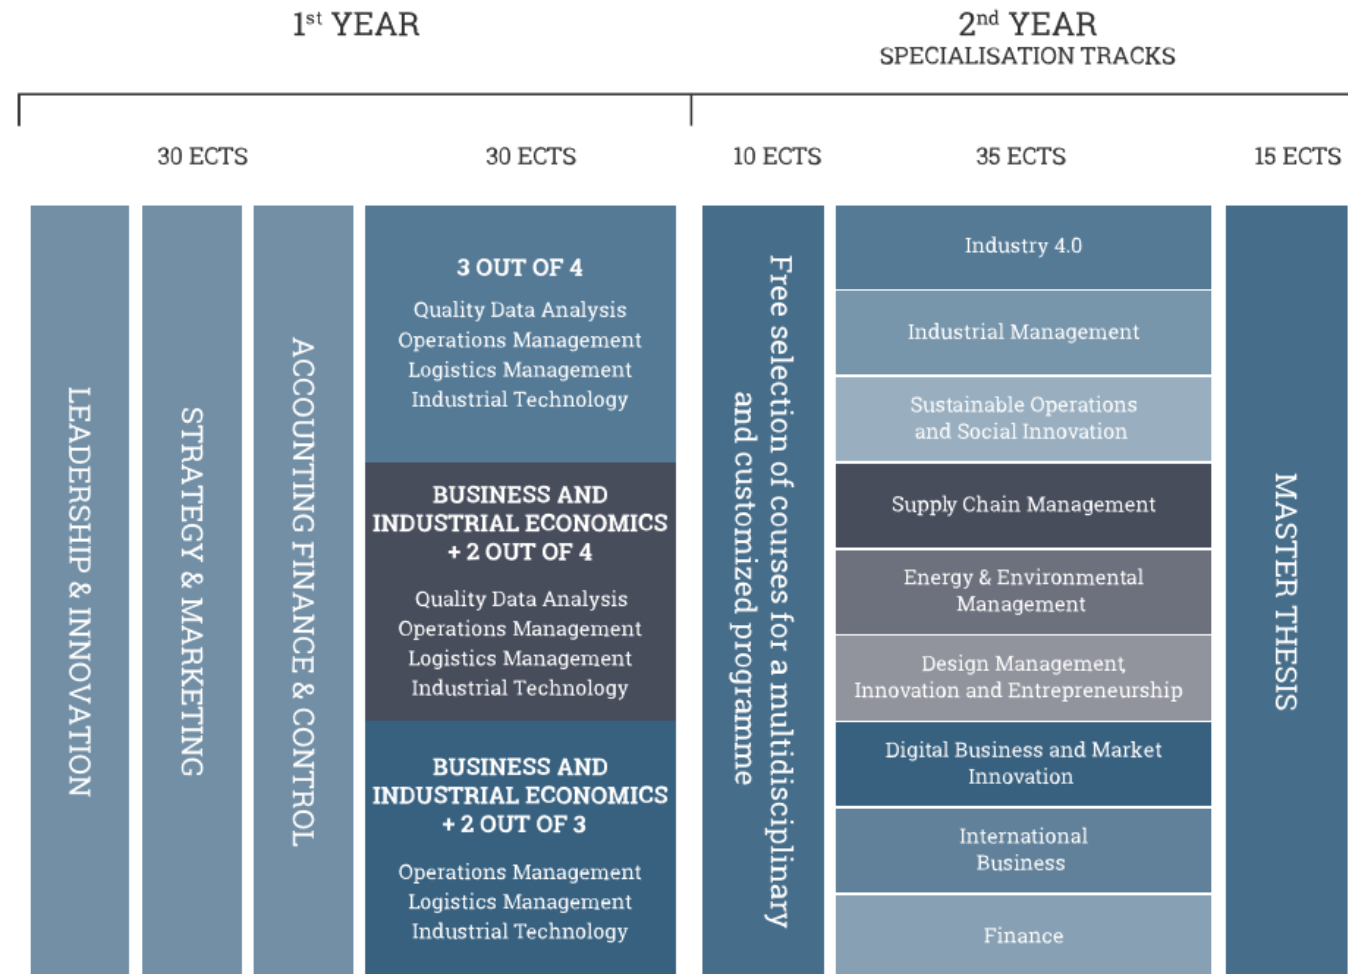 1st YEAR
2nd YEAR
SPECIALISATION TRACKS
30 ECTS
30 ECTS
10 ECTS
35 ECTS
15 ECTS
LEADERSHIP & INNOVATION
STRATEGY & MARKETING
ACCOUNTING FINANCE & CONTROL
3 OUT OF 4
Quality Data Analysis
Operations Management
Logistics Management
Industrial Technology
BUSINESS AND
INDUSTRIAL ECONOMICS
+ 2 OUT OF 4
Quality Data Analysis
Operations Management
Logistics Management
Industrial Technology
BUSINESS AND
INDUSTRIAL ECONOMICS
+ 2 OUT OF 3
Operations Management
Logistics Management
Industrial Technology
Free selection of courses for a multidisciplinary
and customized programme
Industry 4.0
Industrial Management
Sustainable Operations
and Social Innovation
Supply Chain Management
Energy & Environmental
Management
Design Management,
Innovation and Entrepreneurship
Digital Business and Market
Innovation
International
Business
Finance
MASTER THESIS